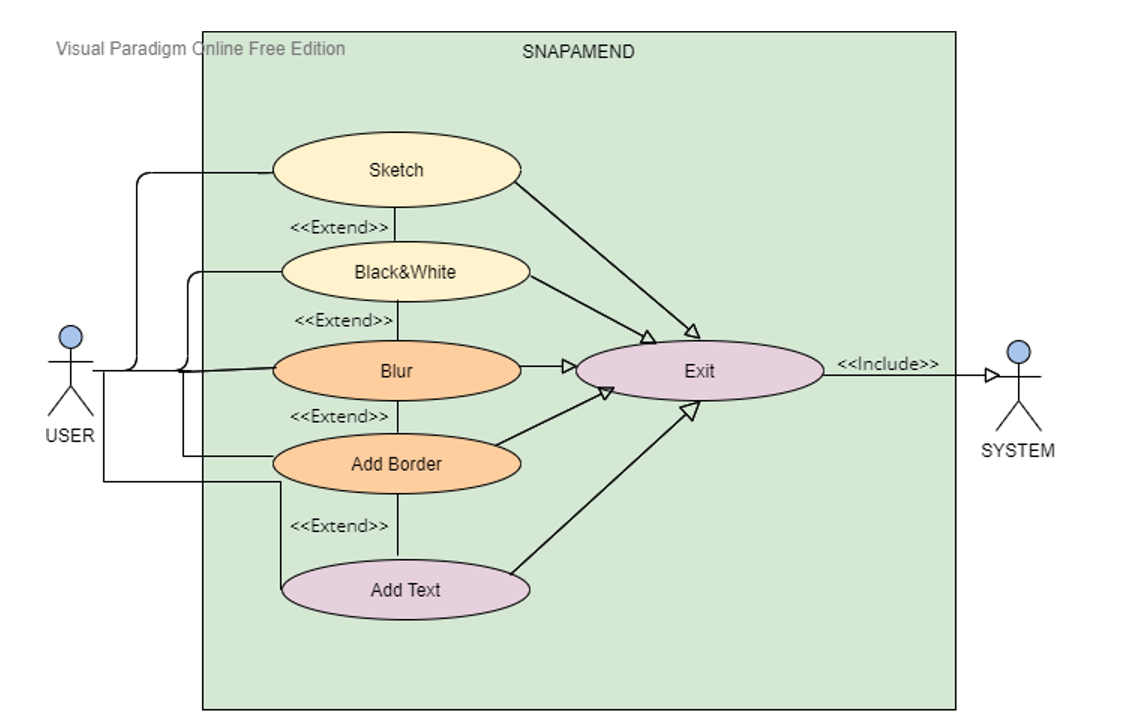 Visual Paradigm Online Free Edition
SNAPAMEND
Sketch
<<Extend>>
Black&White
<<Extend>>
Blur
Exit
<<Include>>
<<Extend>>
USER
Add Border
SYSTEM
<<Extend>>
Add Text